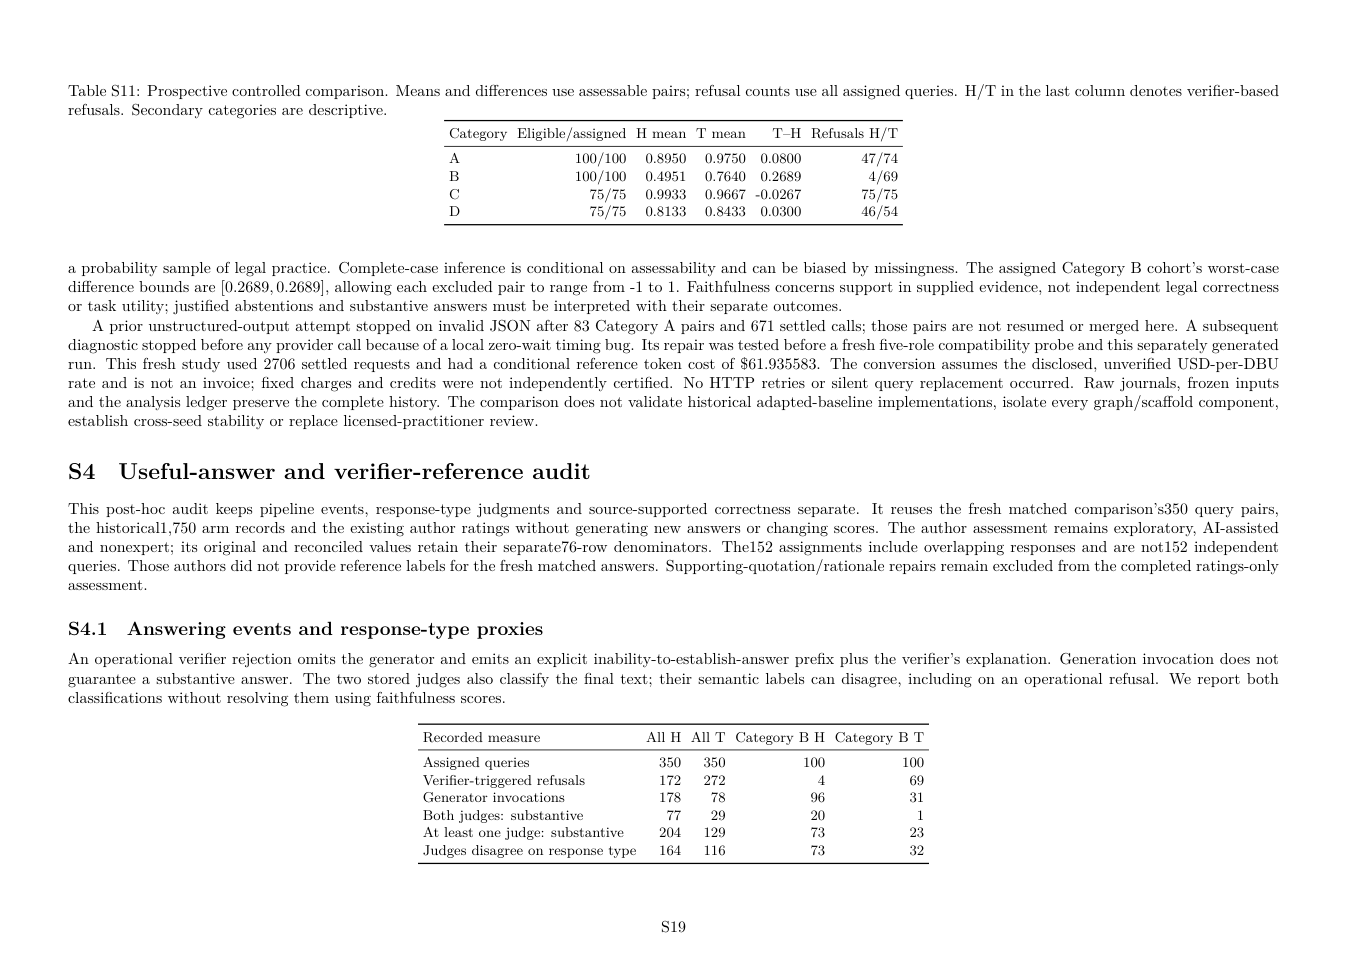 Table S11: Prospective controlled comparison. Means and differences use assessable pairs; refusal counts use all assigned queries. H/T in the last column denotes verifier-based
refusals. Secondary categories are descriptive.
Category Eligible/assigned H mean T mean T–H Refusals H/T
A 100/100 0.8950 0.9750 0.0800 47/74
B 100/100 0.4951 0.7640 0.2689 4/69
C 75/75 0.9933 0.9667 -0.0267 75/75
D 75/75 0.8133 0.8433 0.0300 46/54
a probability sample of legal practice. Complete-case inference is conditional on assessability and can be biased by missingness. The assigned Category B cohort's worst-case
difference bounds are [0.2689, 0.2689], allowing each excluded pair to range from -1 to 1. Faithfulness concerns support in supplied evidence, not independent legal correctness
or task utility; justified abstentions and substantive answers must be interpreted with their separate outcomes.
A prior unstructured-output attempt stopped on invalid JSON after 83 Category A pairs and 671 settled calls; those pairs are not resumed or merged here. A subsequent
diagnostic stopped before any provider call because of a local zero-wait timing bug. Its repair was tested before a fresh five-role compatibility probe and this separately generated
run. This fresh study used 2706 settled requests and had a conditional reference token cost of $61.935583. The conversion assumes the disclosed, unverified USD-per-DBU
rate and is not an invoice; fixed charges and credits were not independently certified. No HTTP retries or silent query replacement occurred. Raw journals, frozen inputs
and the analysis ledger preserve the complete history. The comparison does not validate historical adapted-baseline implementations, isolate every graph/scaffold component,
establish cross-seed stability or replace licensed-practitioner review.
S4 Useful-answer and verifier-reference audit
This post-hoc audit keeps pipeline events, response-type judgments and source-supported correctness separate. It reuses the fresh matched comparison's350 query pairs,
the historical1,750 arm records and the existing author ratings without generating new answers or changing scores. The author assessment remains exploratory, AI-assisted
and nonexpert; its original and reconciled values retain their separate76-row denominators. The152 assignments include overlapping responses and are not152 independent
queries. Those authors did not provide reference labels for the fresh matched answers. Supporting-quotation/rationale repairs remain excluded from the completed ratings-only
assessment.
S4.1 Answering events and response-type proxies
An operational verifier rejection omits the generator and emits an explicit inability-to-establish-answer prefix plus the verifier's explanation. Generation invocation does not
guarantee a substantive answer. The two stored judges also classify the final text; their semantic labels can disagree, including on an operational refusal. We report both
classifications without resolving them using faithfulness scores.
Recorded measure All H All T Category B H Category B T
Assigned queries 350 350 100 100
Verifier-triggered refusals 172 272 4 69
Generator invocations 178 78 96 31
Both judges: substantive 77 29 20 1
At least one judge: substantive 204 129 73 23
Judges disagree on response type 164 116 73 32
S19